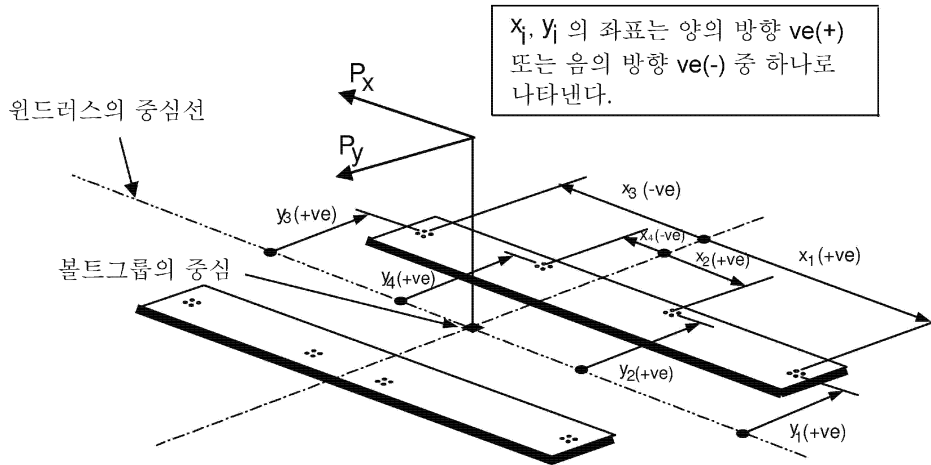 xi, yi 의 좌표는 양의 방향 ve(+)
또는 음의 방향 ve(-) 중 하나로
나타낸다.
Px
윈드러스의 중심선
Py
x3 (-ve)
y3(+ve)
x4(-ve)
x2(+ve)
x1(+ve)
볼트그룹의 중심
y4(+ve)
y2(+ve)
y1(+ve)